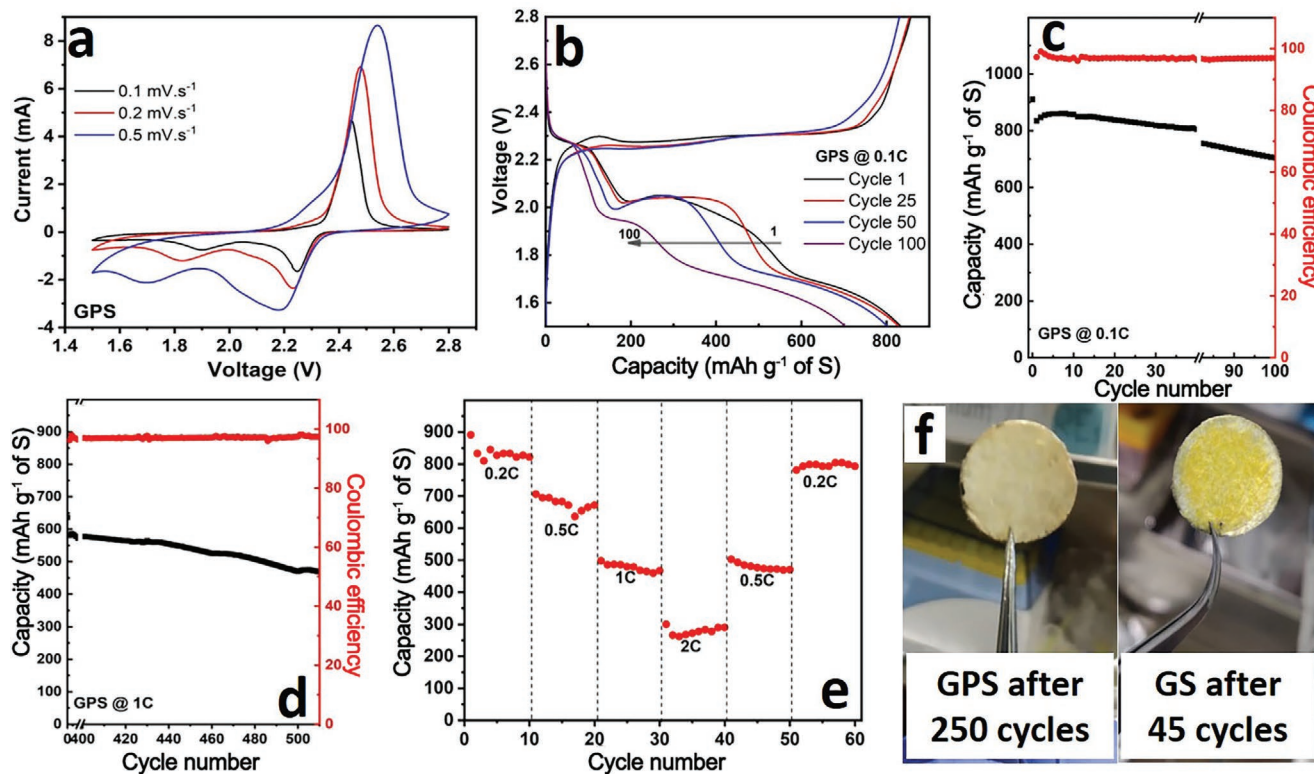 a
8
6
4
2
0
-2
-4
Current (mA)
0.1 mV.s⁻¹
0.2 mV.s⁻¹
0.5 mV.s⁻¹
GPS
1.4 1.6 1.8 2.0 2.2 2.4 2.6 2.8
Voltage (V)
b
2.8
2.6
2.4
2.2
2.0
1.8
1.6
Voltage (V)
GPS @ 0.1C
Cycle 1
Cycle 25
Cycle 50
Cycle 100
100
1
0 200 400 600 800
Capacity (mAh g⁻¹ of S)
c
1000
800
600
400
200
0
Capacity (mAh g⁻¹ of S)
100
80
60
40
20
0
Coulombic efficiency
GPS @ 0.1C
0 10 20 30 90 100
Cycle number
900
800
700
600
500
400
300
200
100
0
Capacity (mAh g⁻¹ of S)
100
80
60
40
20
0
Coulombic efficiency
GPS @ 1C
d
0 400 420 440 460 480 500
Cycle number
900
800
700
600
500
400
300
200
100
0
Capacity (mAh g⁻¹ of S)
0.2C
0.5C
1C
2C
0.5C
0.2C
e
0 10 20 30 40 50 60
Cycle number
f
GPS after
250 cycles
GS after
45 cycles